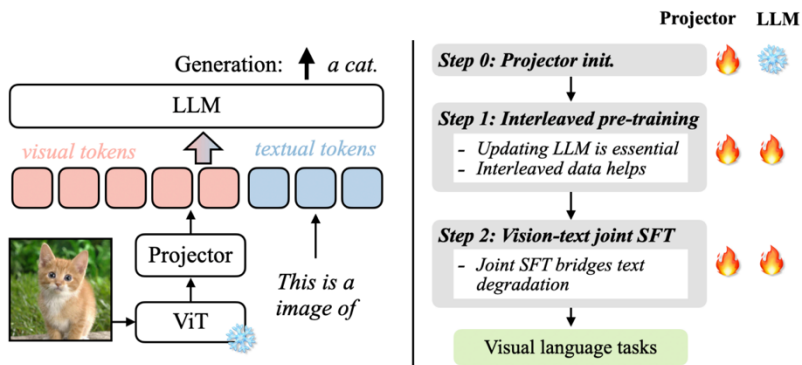 Generation: a cat.
LLM
visual tokens textual tokens
Projector
This is a
image of
ViT
Projector LLM
Step 0: Projector init.
Step 1: Interleaved pre-training
- Updating LLM is essential
- Interleaved data helps
Step 2: Vision-text joint SFT
- Joint SFT bridges text
degradation
Visual language tasks